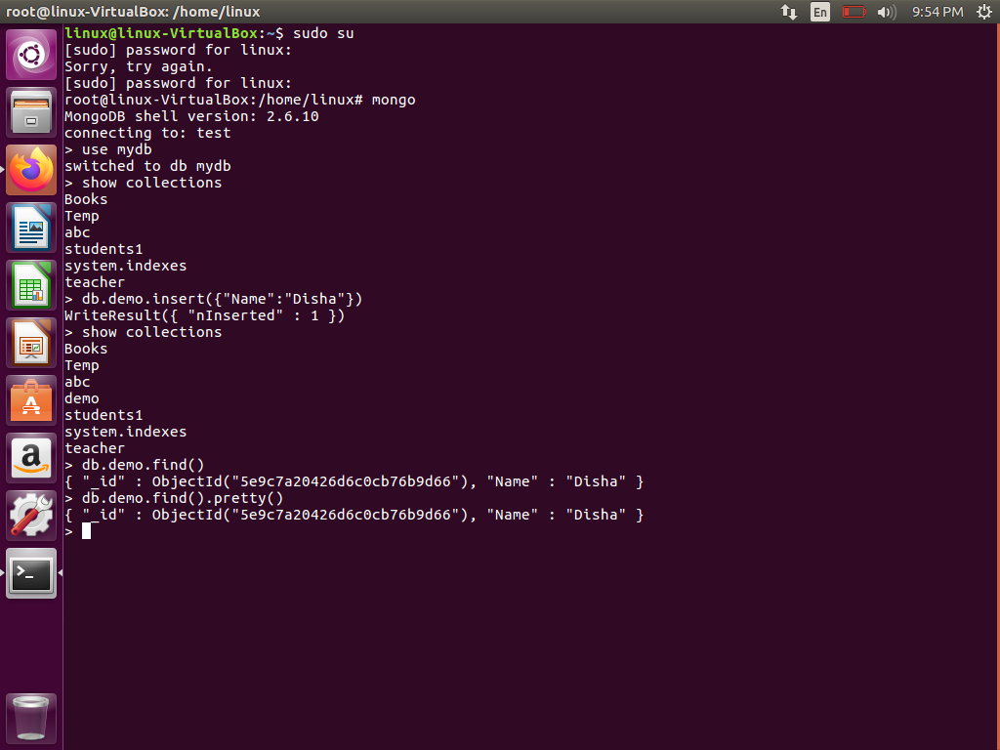 root@linux-VirtualBox: /home/linux
En
9:54 PM
linux@linux-VirtualBox:~$ sudo su
[sudo] password for linux:
Sorry, try again.
[sudo] password for linux:
root@linux-VirtualBox:/home/linux# mongo
MongoDB shell version: 2.6.10
connecting to: test
> use mydb
switched to db mydb
> show collections
Books
Temp
abc
students1
system.indexes
teacher
> db.demo.insert({"Name":"Disha"})
WriteResult({ "nInserted" : 1 })
> show collections
Books
Temp
abc
demo
students1
system.indexes
teacher
> db.demo.find()
{ "_id" : ObjectId("5e9c7a20426d6c0cb76b9d66"), "Name" : "Disha" }
> db.demo.find().pretty()
{ "_id" : ObjectId("5e9c7a20426d6c0cb76b9d66"), "Name" : "Disha" }
>